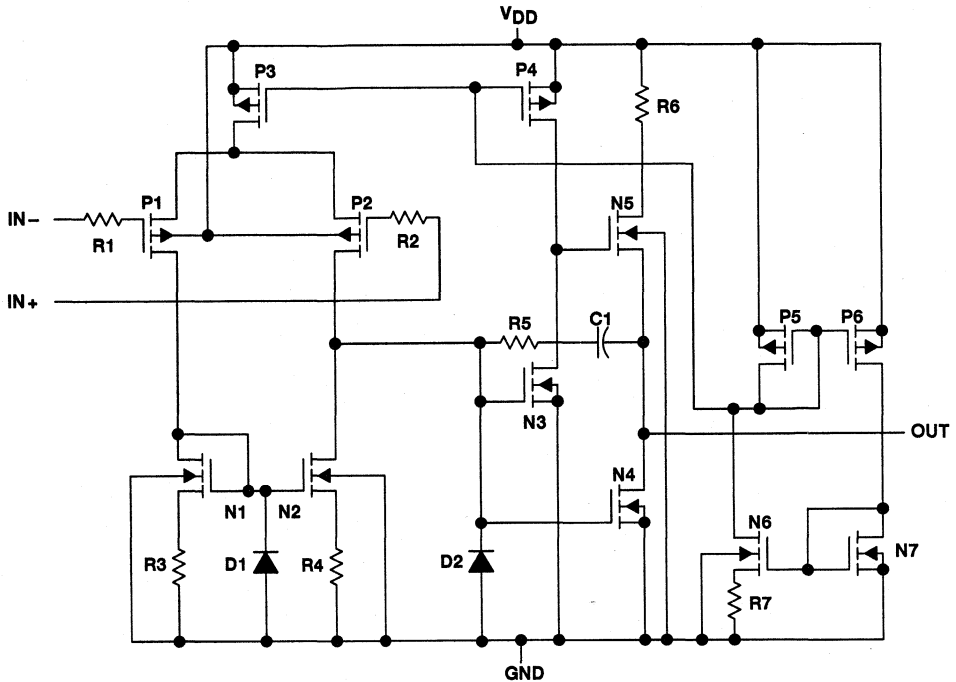 VDD
P3
P4
R6
P1
P2
N5
IN–
R1
R2
IN+
R5
C1
P5
P6
N3
OUT
N1
N2
N4
N6
N7
R3
D1
R4
D2
R7
GND